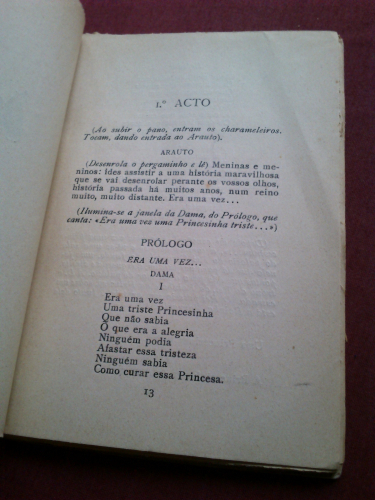 1.º ACTO
(Ao subir o pano, entram os charameleiros.
Tocam, dando entrada ao Arauto).
ARAUTO
(Desenrola o pergaminho e lê) Meninas e me-
ninos: Ides assistir a uma história maravilhosa
que se vai desenrolar perante os vossos olhos,
história passada há muitos anos, num reino
muito, muito distante. Era uma vez...
(Ilumina-se a janela da Dama, do Prólogo, que
canta: «Era uma vez uma Princesinha triste...»)
PRÓLOGO
ERA UMA VEZ...
DAMA
I
Era uma vez
Uma triste Princesinha
Que não sabia
O que era a alegria
Ninguém podia
Afastar essa tristeza
Ninguém sabia
Como curar essa Princesa.
13